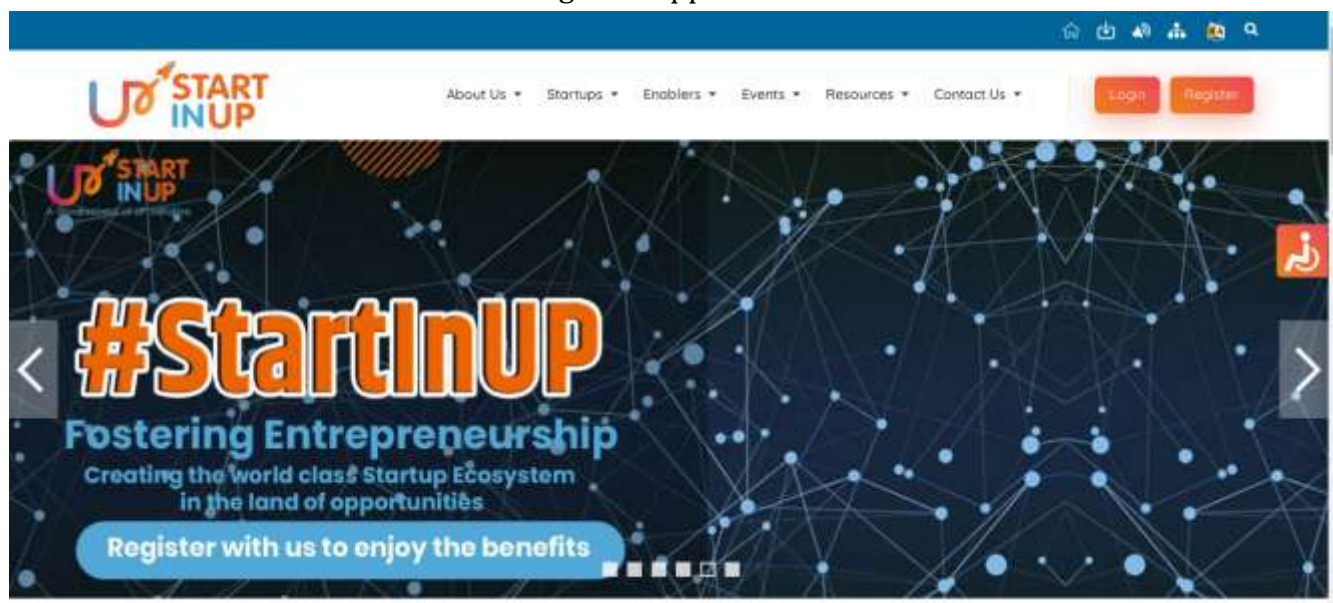 START
INUP
About Us
Startups
Enablers
Events
Resources
Contact Us
Login
Register
START
INUP
#StartInUP
Fostering Entrepreneurship
Creating the world class Startup Ecosystem
in the land of opportunities
Register with us to enjoy the benefits